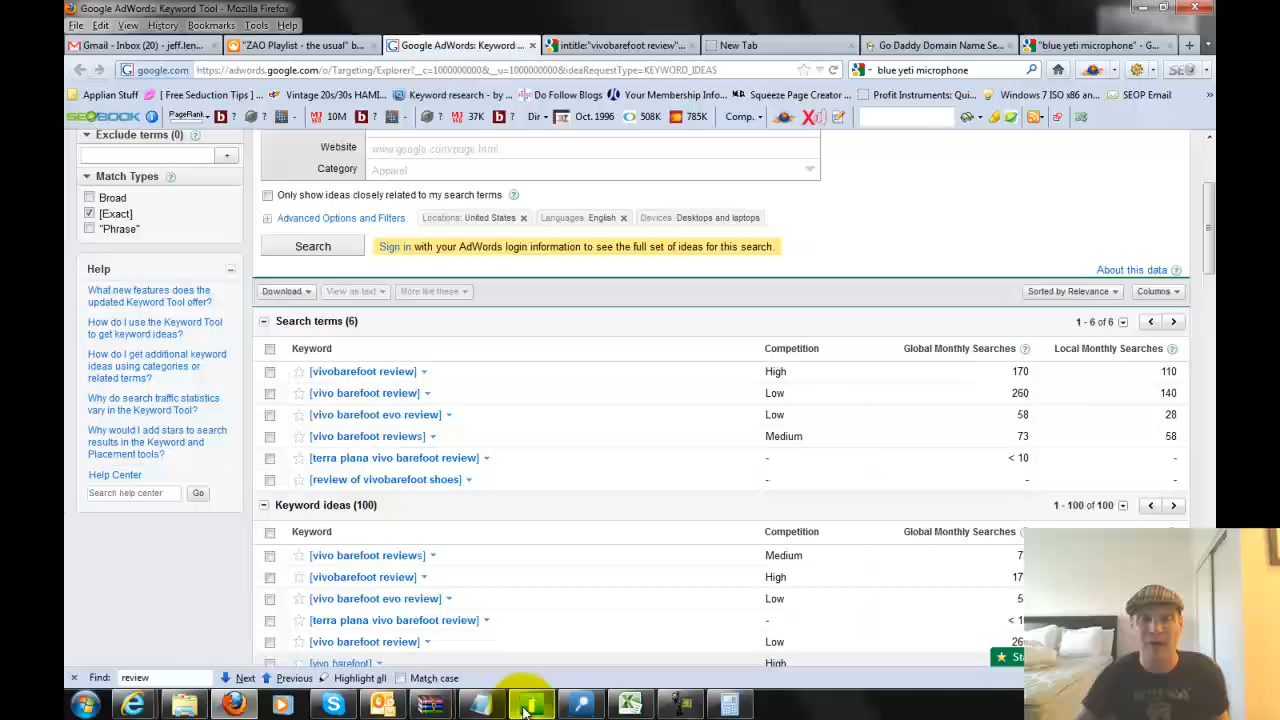 Google AdWords: Keyword Tool - Mozilla Firefox
File Edit View History Bookmarks Tools Help
Gmail - Inbox (20) - jeff.len... "ZAO Playlist - the usual" b... Google AdWords: Keyword ... intitle:"vivobarefoot review"... New Tab Go Daddy Domain Name Se... "blue yeti microphone" - G...
google.com https://adwords.google.com/o/Targeting/Explorer?__c=1000000000&__u=1000000000&ideaRequestType=KEYWORD_IDEAS blue yeti microphone
Applian Stuff [ Free Seduction Tips ] Vintage 20s/30s HAMI... Keyword research - by ... Do Follow Blogs Your Membership Info... Squeeze Page Creator ... Profit Instruments: Qui... Windows 7 ISO x86 an... SEOP Email
SEOBOOK PageRank 10M 37K Dir Oct. 1996 508K 785K Comp.
Exclude terms (0)
Website www.google.com/page.html
Category Apparel
Match Types
Broad
[Exact]
"Phrase"
Only show ideas closely related to my search terms
Advanced Options and Filters Locations: United States Languages: English Devices: Desktops and laptops
Search Sign in with your AdWords login information to see the full set of ideas for this search.
About this data
Help
What new features does the updated Keyword Tool offer?
How do I use the Keyword Tool to get keyword ideas?
How do I get additional keyword ideas using categories or related terms?
Why do search traffic statistics vary in the Keyword Tool?
Why would I add stars to search results in the Keyword and Placement tools?
Help Center
Search help center Go
Download View as text More like these Sorted by Relevance Columns
Search terms (6) 1 - 6 of 6
Keyword Competition Global Monthly Searches Local Monthly Searches
[vivobarefoot review] High 170 110
[vivo barefoot review] Low 260 140
[vivo barefoot evo review] Low 58 28
[vivo barefoot reviews] Medium 73 58
[terra plana vivo barefoot review] - < 10 -
[review of vivobarefoot shoes] - - -
Keyword ideas (100) 1 - 100 of 100
Keyword Competition Global Monthly Searches
[vivo barefoot reviews] Medium 7
[vivobarefoot review] High 17
[vivo barefoot evo review] Low 5
[terra plana vivo barefoot review] - < 1
[vivo barefoot review] Low 26
[vivo barefoot] High
Find: review Next Previous Highlight all Match case